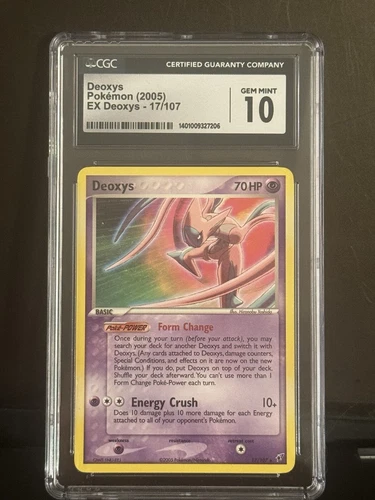 CGC
CERTIFIED GUARANTY COMPANY
Deoxys
Pokémon (2005)
EX Deoxys - 17/107
GEM MINT
10
1401009327206
Deoxys
70 HP
BASIC
Poké-POWER Form Change
Once during your turn (before your attack), you may
search your deck for another Deoxys and switch it with
Deoxys. (Any cards attached to Deoxys, damage counters,
Special Conditions, and effects on it are now on the new
Pokémon.) If you do, put Deoxys on top of your deck.
Shuffle your deck afterward. You can't use more than 1
Form Change Poké-Power each turn.
Energy Crush 10+
Does 10 damage plus 10 more damage for each Energy
attached to all of your opponent's Pokémon.